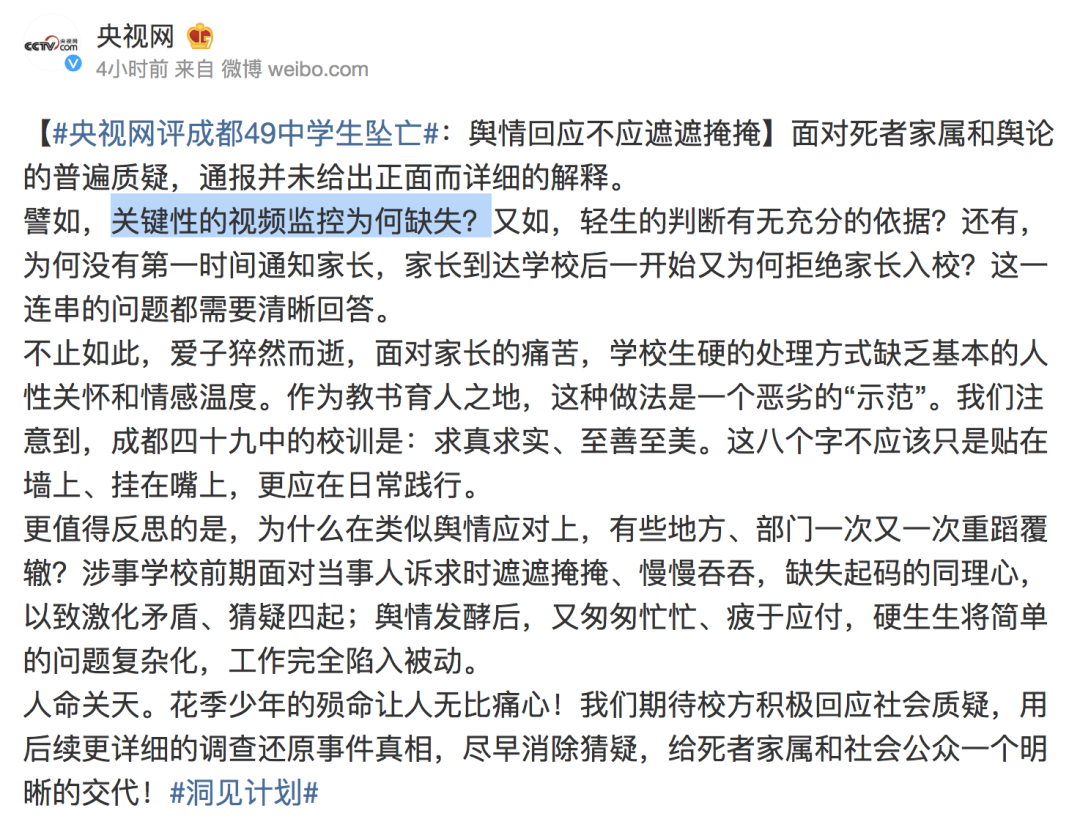 CCTV 央视网 com
央视网
4小时前 来自 微博 weibo.com
【#央视网评成都49中学生坠亡#：舆情回应不应遮遮掩掩】面对死者家属和舆论
的普遍质疑，通报并未给出正面而详细的解释。
譬如，关键性的视频监控为何缺失？又如，轻生的判断有无充分的依据？还有，
为何没有第一时间通知家长，家长到达学校后一开始又为何拒绝家长入校？这一
连串的问题都需要清晰回答。
不止如此，爱子猝然而逝，面对家长的痛苦，学校生硬的处理方式缺乏基本的人
性关怀和情感温度。作为教书育人之地，这种做法是一个恶劣的“示范”。我们注
意到，成都四十九中的校训是：求真求实、至善至美。这八个字不应该只是贴在
墙上、挂在嘴上，更应在日常践行。
更值得反思的是，为什么在类似舆情应对上，有些地方、部门一次又一次重蹈覆
辙？涉事学校前期面对当事人诉求时遮遮掩掩、慢慢吞吞，缺失起码的同理心，
以致激化矛盾、猜疑四起；舆情发酵后，又匆匆忙忙、疲于应付，硬生生将简单
的问题复杂化，工作完全陷入被动。
人命关天。花季少年的殒命让人无比痛心！我们期待校方积极回应社会质疑，用
后续更详细的调查还原事件真相，尽早消除猜疑，给死者家属和社会公众一个明
晰的交代！#洞见计划#